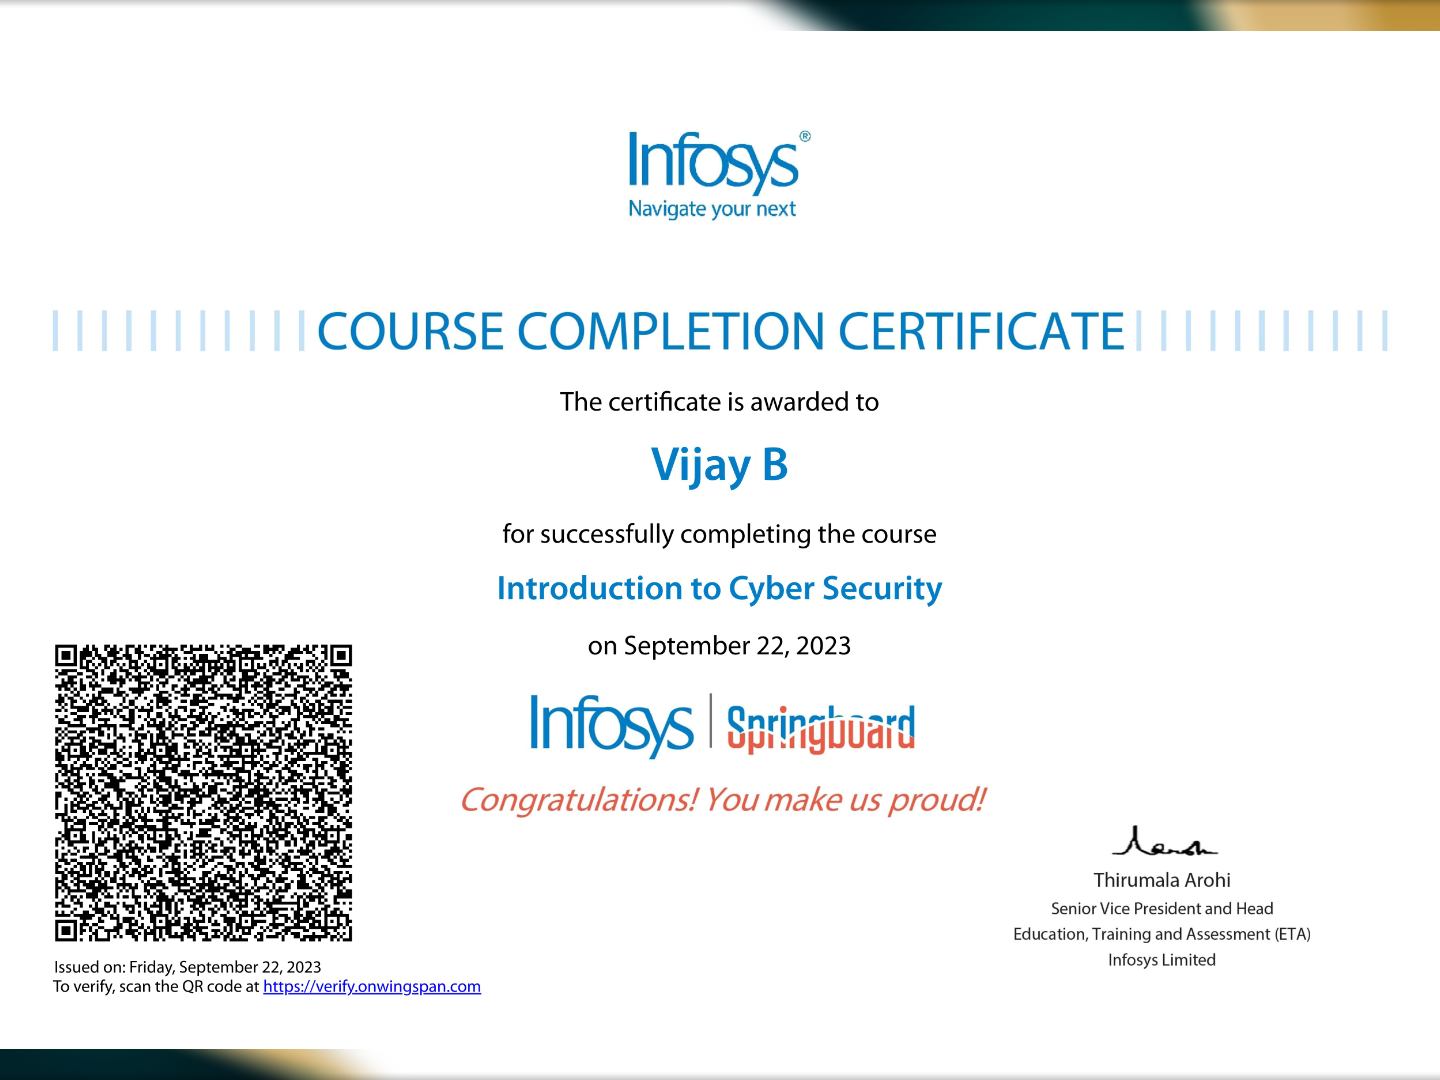 Infosys®
Navigate your next
COURSE COMPLETION CERTIFICATE
The certificate is awarded to
Vijay B
for successfully completing the course
Introduction to Cyber Security
on September 22, 2023
Infosys | Springboard
Congratulations! You make us proud!
Thirumala Arohi
Senior Vice President and Head
Education, Training and Assessment (ETA)
Infosys Limited
Issued on: Friday, September 22, 2023
To verify, scan the QR code at https://verify.onwingspan.com